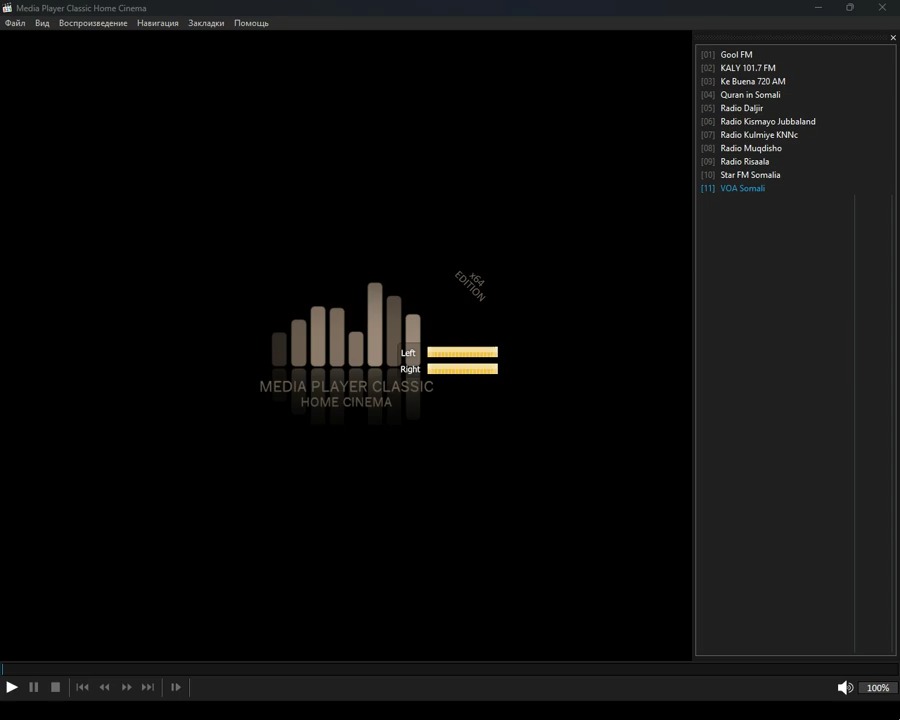 Media Player Classic Home Cinema
Файл Вид Воспроизведение Навигация Закладки Помощь
[01] Gool FM
[02] KALY 101.7 FM
[03] Ke Buena 720 AM
[04] Quran in Somali
[05] Radio Daljir
[06] Radio Kismayo Jubbaland
[07] Radio Kulmiye KNNc
[08] Radio Muqdisho
[09] Radio Risaala
[10] Star FM Somalia
[11] VOA Somali
x64
EDITION
Left
Right
MEDIA PLAYER CLASSIC
HOME CINEMA
100%